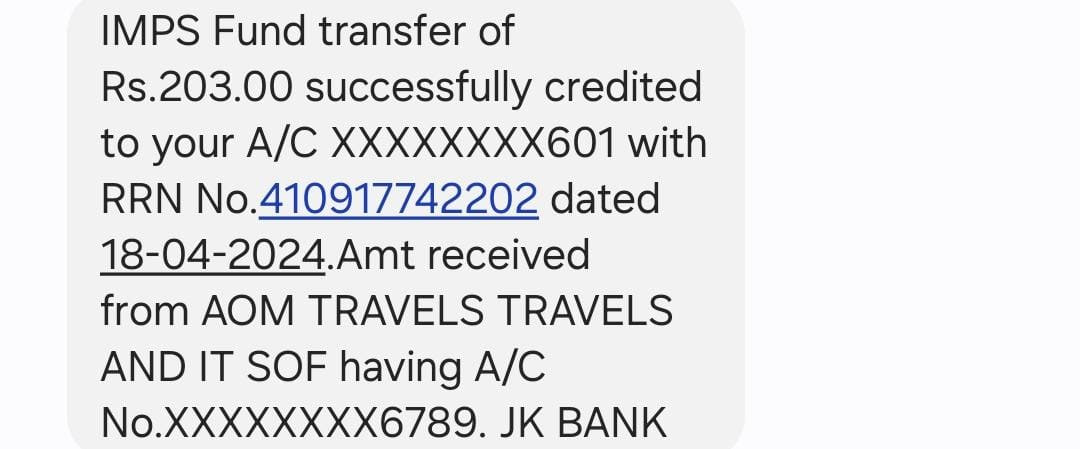 IMPS Fund transfer of
Rs.203.00 successfully credited
to your A/C XXXXXXXX601 with
RRN No.410917742202 dated
18-04-2024.Amt received
from AOM TRAVELS TRAVELS
AND IT SOF having A/C
No.XXXXXXXX6789. JK BANK